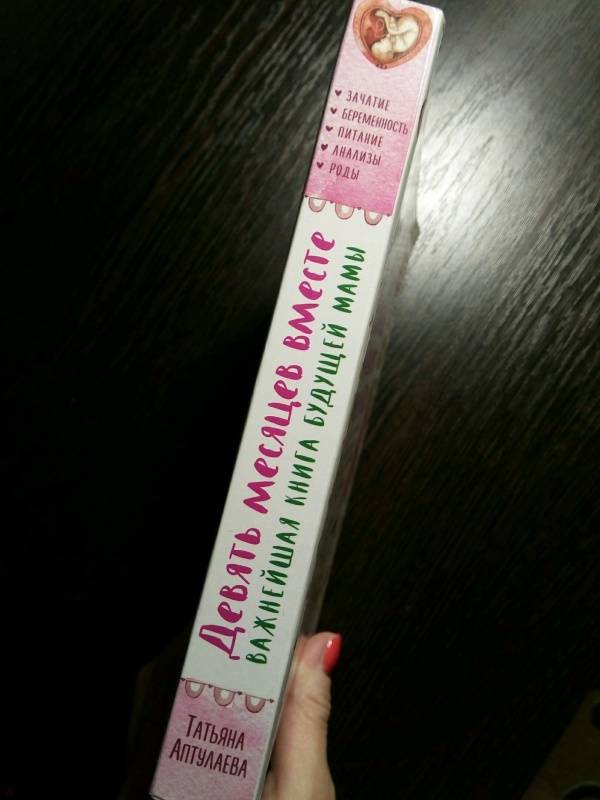 ЗАЧАТИЕ
БЕРЕМЕННОСТЬ
ПИТАНИЕ
АНАЛИЗЫ
РОДЫ
Девять месяцев вместе
ВАЖНЕЙШАЯ КНИГА БУДУЩЕЙ МАМЫ
ТАТЬЯНА
АПТУЛАЕВА